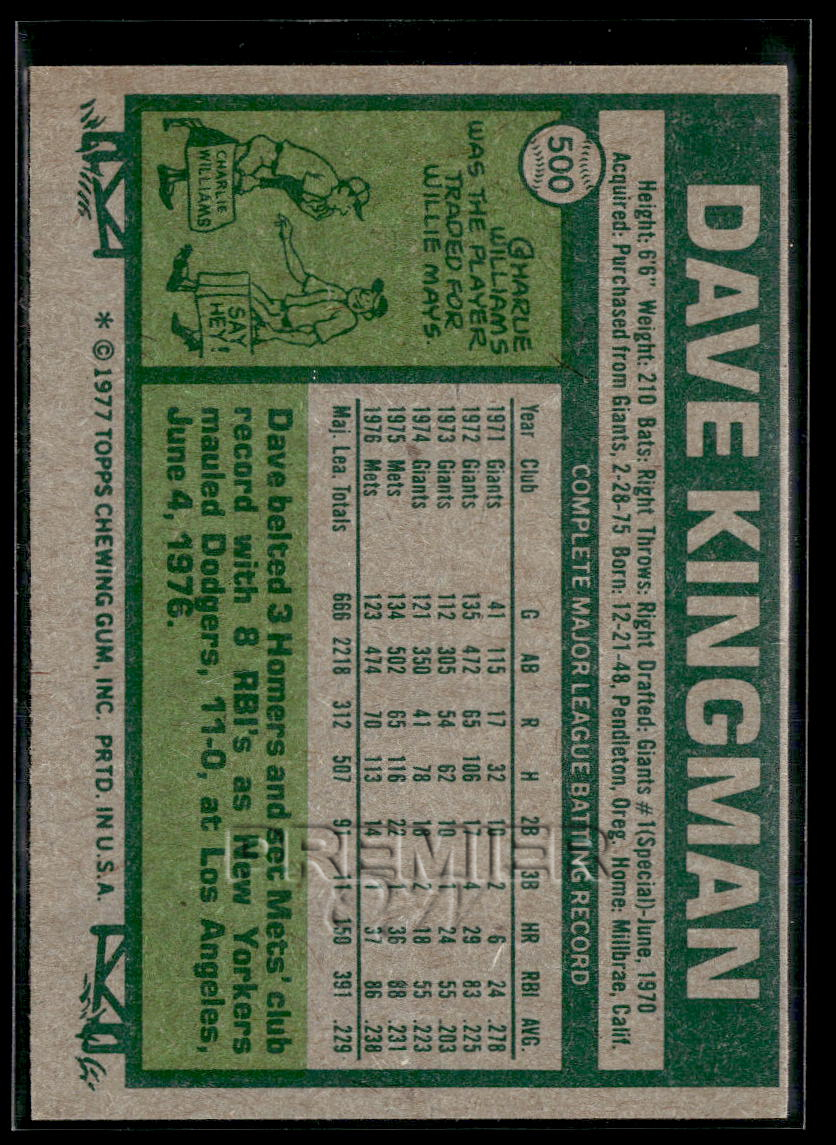 500
DAVE KINGMAN
Height: 6'6" Weight: 210 Bats: Right Throws: Right Drafted: Giants #1(Special)-June, 1970
Acquired: Purchased from Giants, 2-28-75 Born: 12-21-48, Pendleton, Oreg. Home: Millbrae, Calif.
COMPLETE MAJOR LEAGUE BATTING RECORD
CHARLIE
WILLIAMS
WAS THE PLAYER
TRADED FOR
WILLIE MAYS.
CHARLIE
WILLIAMS
SAY
HEY!
Year Club G AB R H 2B 3B HR RBI AVG.
1971 Giants 41 115 17 32 10 2 6 24 .278
1972 Giants 135 472 65 106 17 4 29 83 .225
1973 Giants 112 305 54 62 10 1 24 55 .203
1974 Giants 121 350 41 78 18 2 18 55 .223
1975 Mets 134 502 65 116 22 1 36 88 .231
1976 Mets 123 474 70 113 14 1 37 86 .238
Maj. Lea. Totals 666 2218 312 507 91 11 150 391 .229
Dave belted 3 Homers and set Mets' club
record with 8 RBI's as New Yorkers
mauled Dodgers, 11-0, at Los Angeles,
June 4, 1976.
* © 1977 TOPPS CHEWING GUM, INC. PRTD. IN U.S.A.
PREMIER